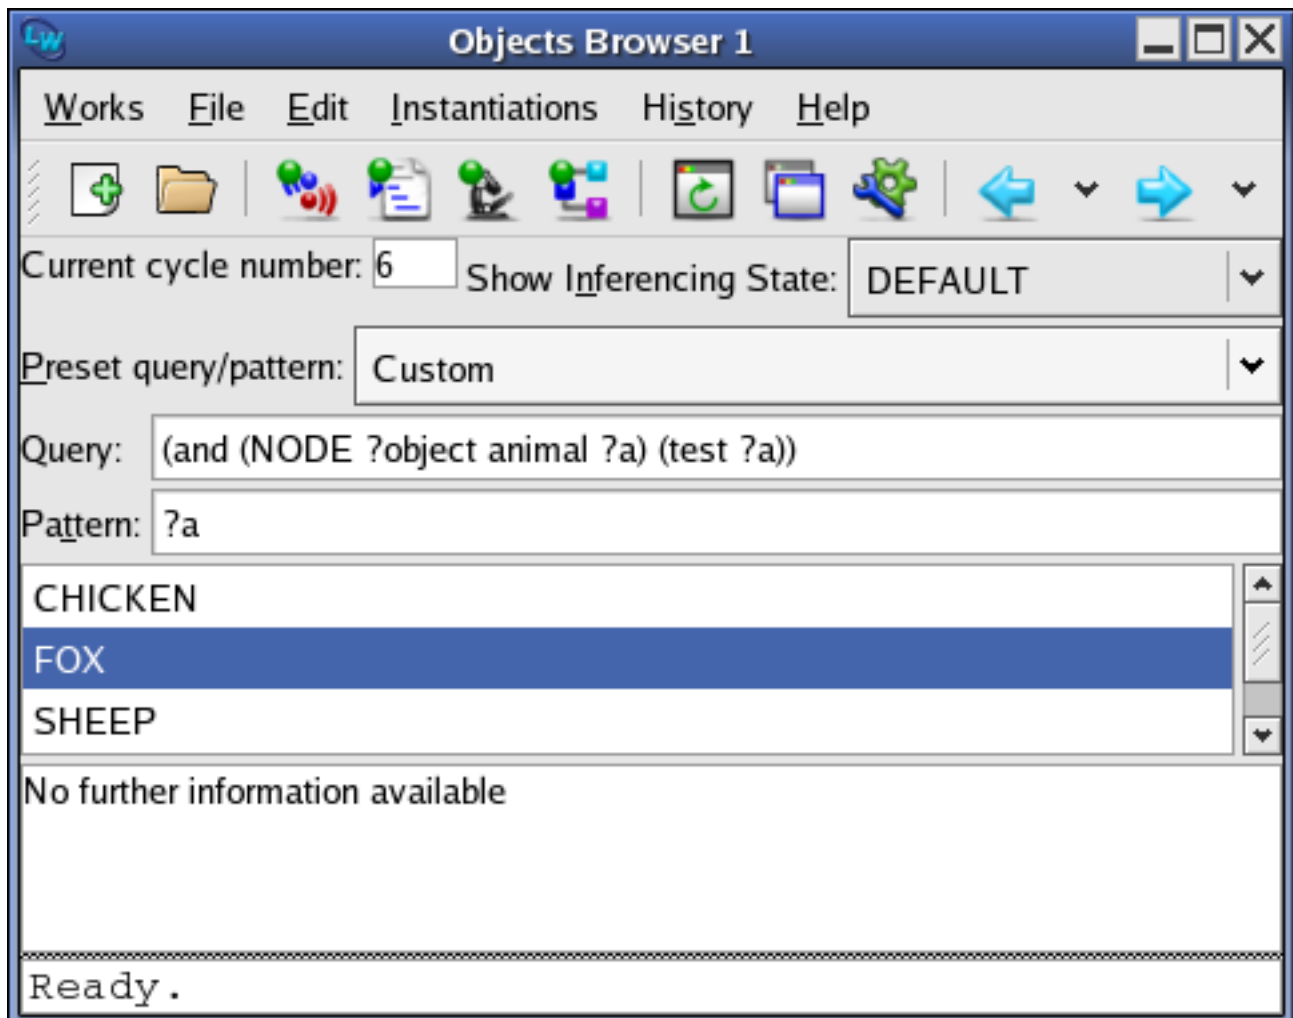 LW
Objects Browser 1
Works File Edit Instantiations History Help
Current cycle number: 6 Show Inferencing State: DEFAULT
Preset query/pattern: Custom
Query: (and (NODE ?object animal ?a) (test ?a))
Pattern: ?a
CHICKEN
FOX
SHEEP
No further information available
Ready.